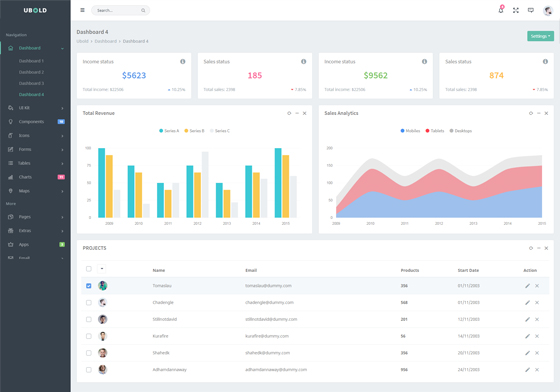 UBOLD
Search...
Navigation
Dashboard
Dashboard 1
Dashboard 2
Dashboard 3
Dashboard 4
UI Kit
Components
Icons
Forms
Tables
Charts
Maps
More
Pages
Extras
Apps
Email
Dashboard 4
Ubold > Dashboard > Dashboard 4
Settings
Income status
$5623
Total income: $22506 10.25%
Sales status
185
Total sales: 2398 7.85%
Income status
$9562
Total income: $22506 10.25%
Sales status
874
Total sales: 2398 7.85%
Total Revenue
Series A Series B Series C
100
75
50
25
0
2009 2010 2011 2012 2013 2014 2015
Sales Analytics
Mobiles Tablets Desktops
200
150
100
50
0
2009 2010 2011 2012 2013 2014 2015
PROJECTS
Name Email Products Start Date Action
Tomaslau tomaslau@dummy.com 356 01/11/2003
Chadengle chadengle@dummy.com 568 01/11/2003
Stillnotdavid stillnotdavid@dummy.com 201 12/11/2003
Kurafire kurafire@dummy.com 56 14/11/2003
Shahedk shahedk@dummy.com 356 20/11/2003
Adhamdannaway adhamdannaway@dummy.com 956 24/11/2003